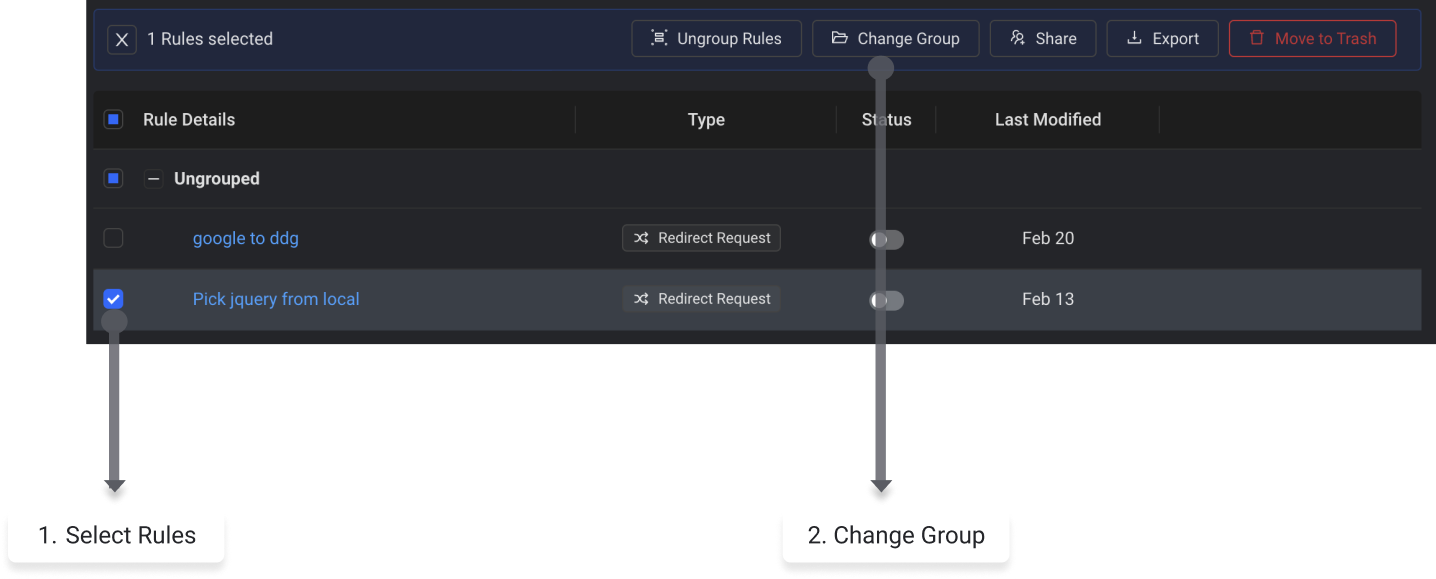 1 Rules selected Ungroup Rules Change Group Share Export Move to Trash
Rule Details Type Status Last Modified
Ungrouped
google to ddg Redirect Request Feb 20
Pick jquery from local Redirect Request Feb 13
1. Select Rules 2. Change Group